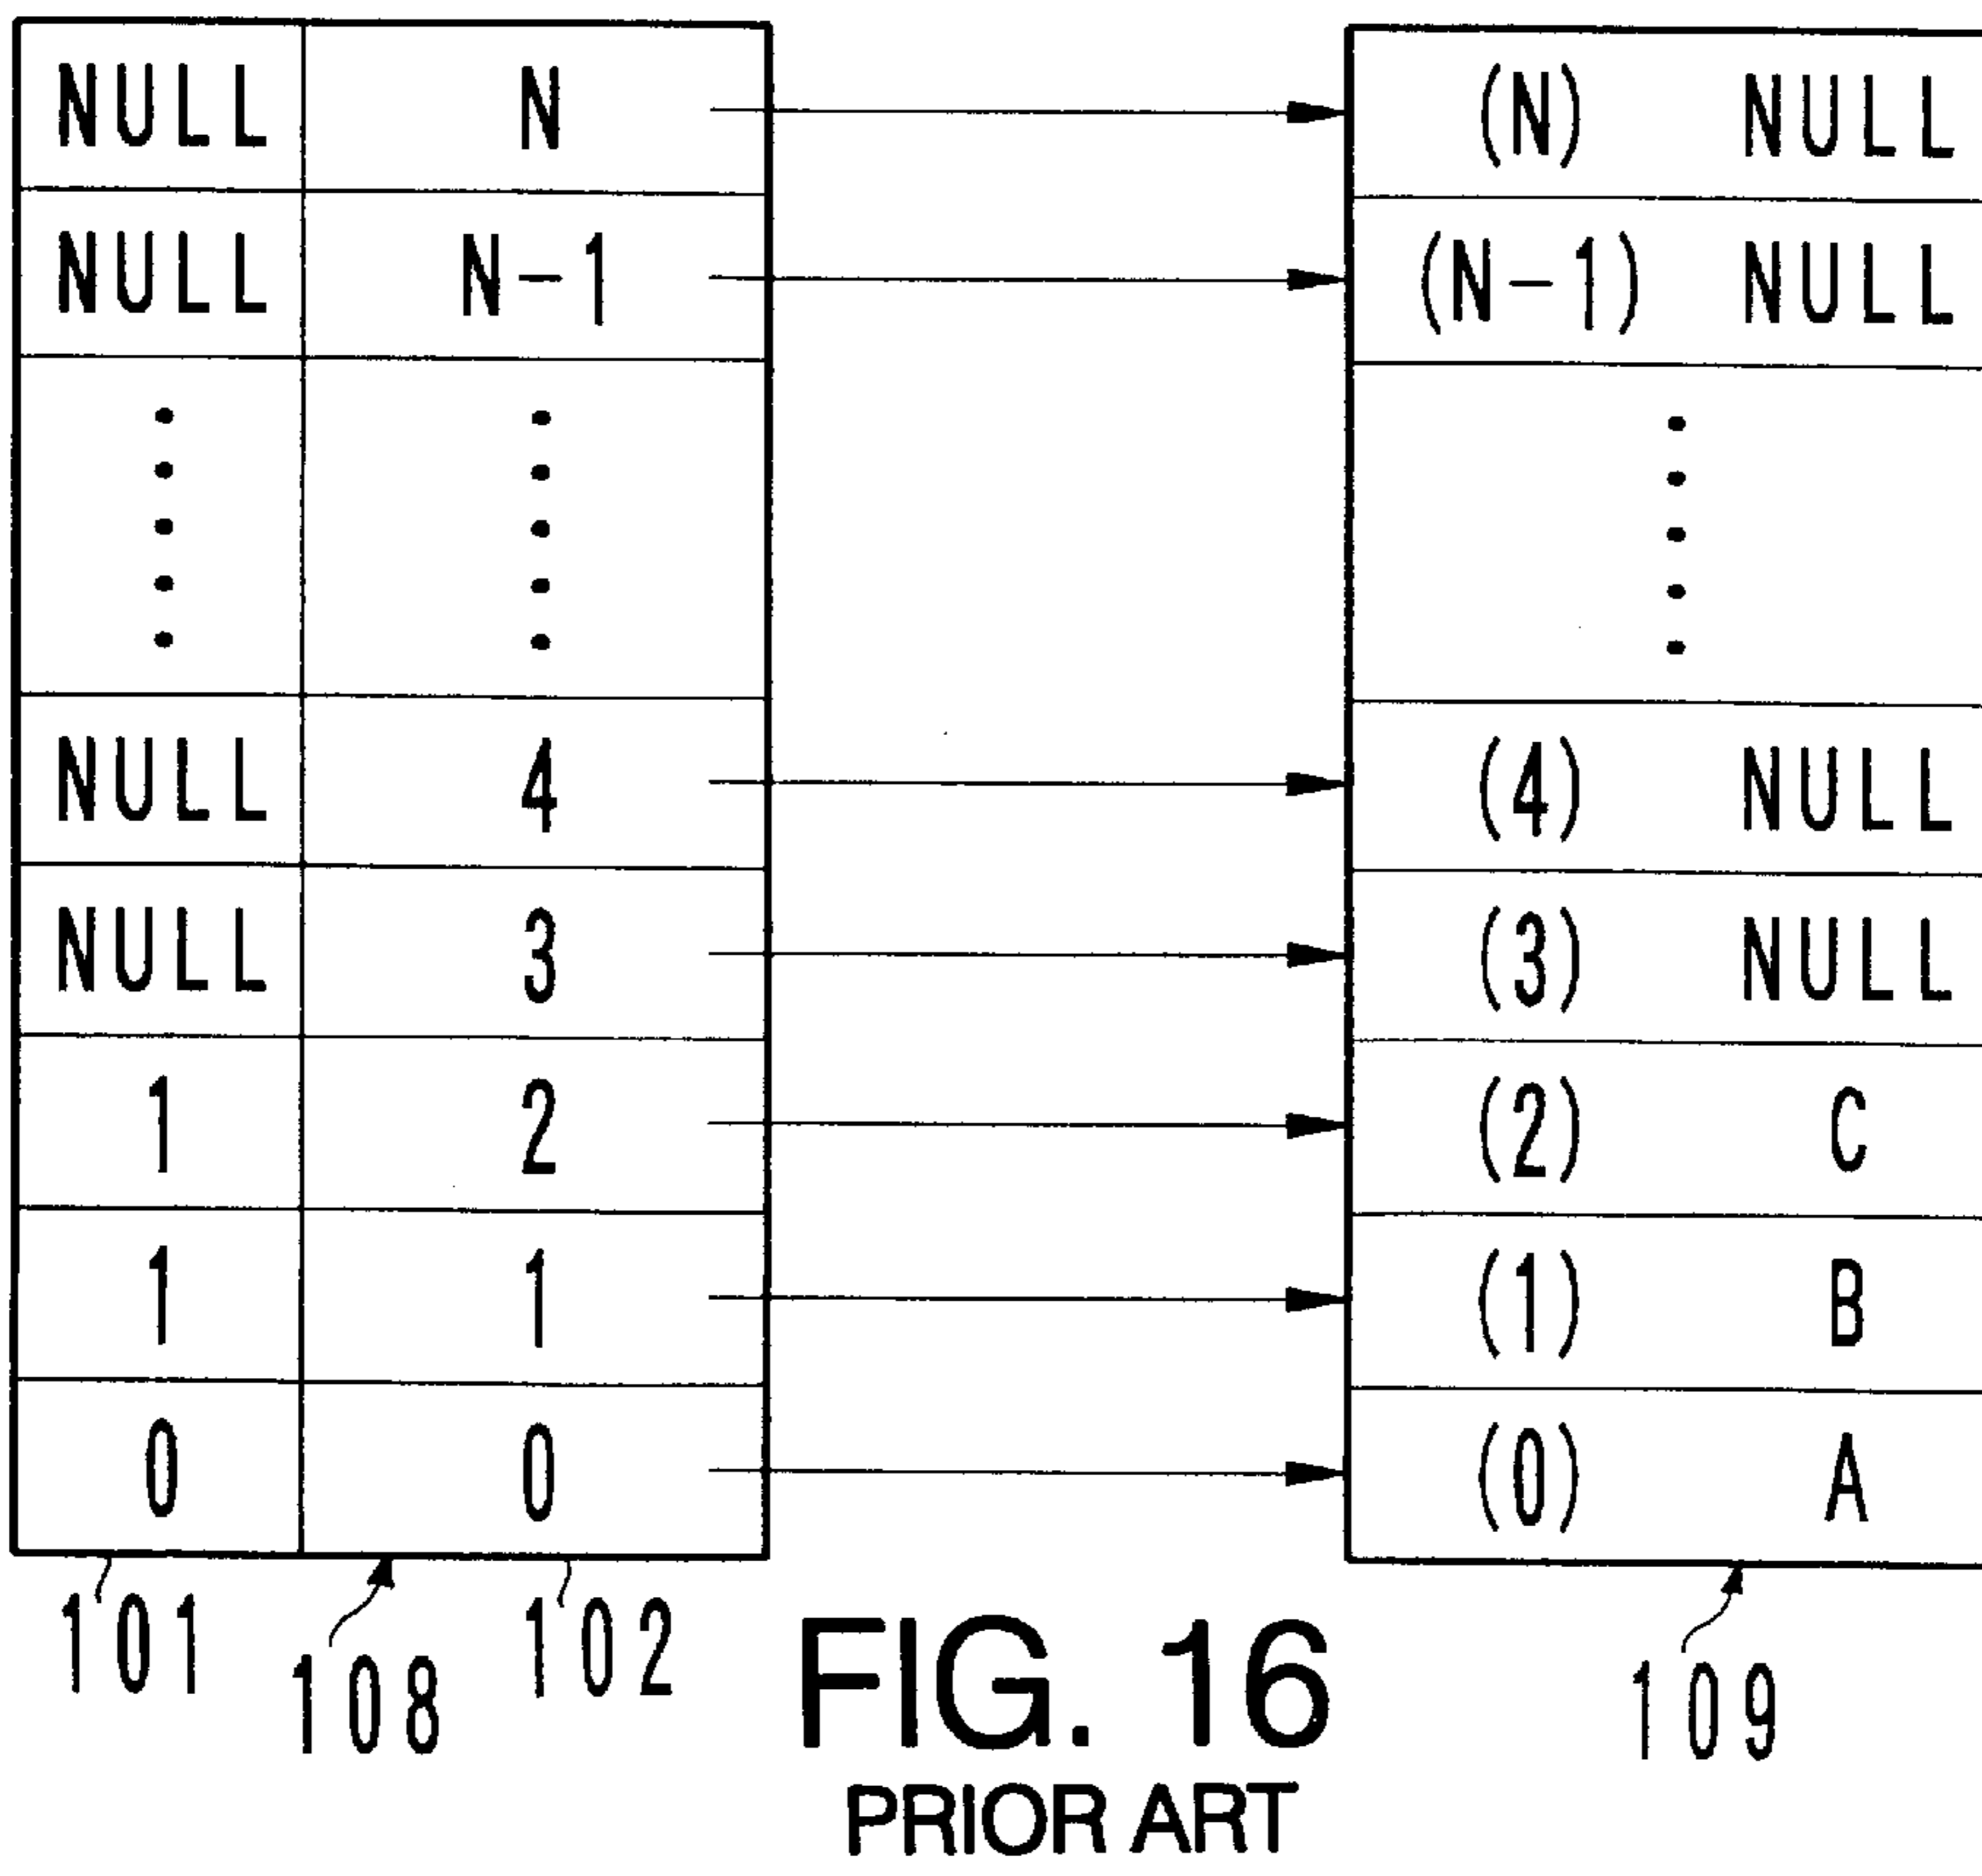 NULL N (N) NULL
NULL N-1 (N-1) NULL
NULL 4 (4) NULL
NULL 3 (3) NULL
1 2 (2) C
1 1 (1) B
0 0 (0) A
101 108 102 109
FIG. 16
PRIOR ART